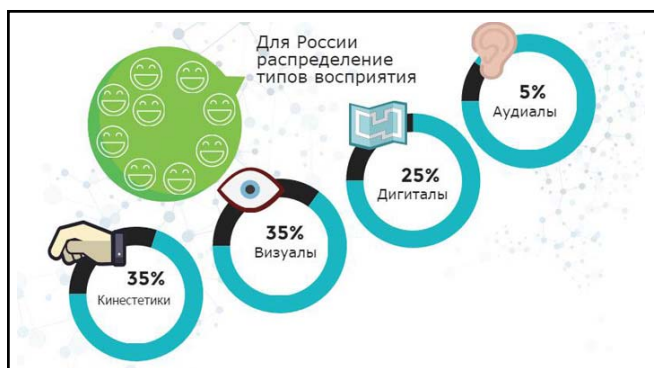 Для России
распределение
типов восприятия
5%
Аудиалы
25%
Дигиталы
35%
Визуалы
35%
Кинестетики